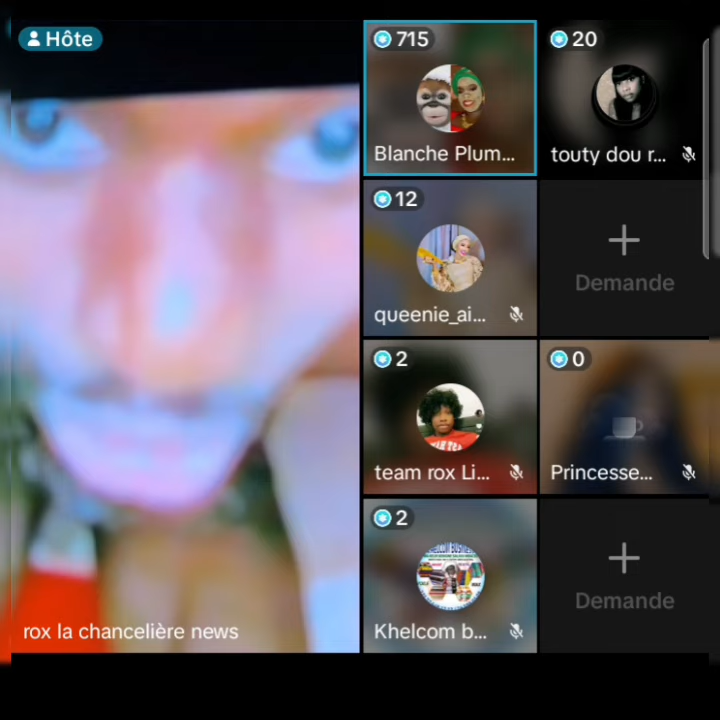 Hôte
715
Blanche Plum...
20
touty dou r...
12
queenie_ai...
Demande
2
team rox Li...
0
Princesse...
2
Khelcom b...
Demande
rox la chancelière news